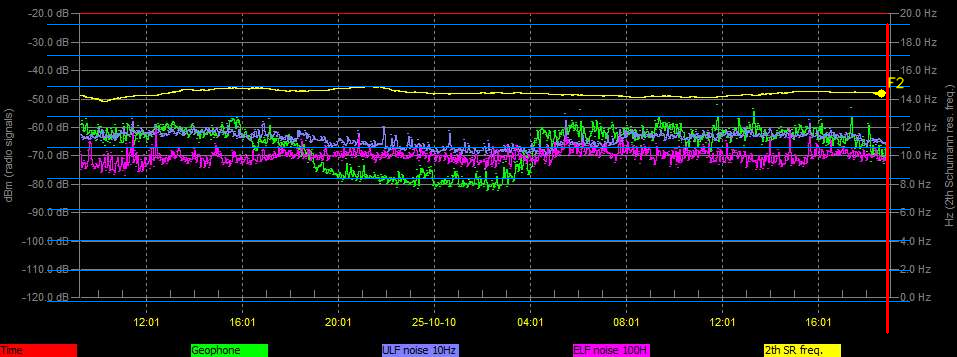 -20.0 dB 20.0 Hz
-30.0 dB 18.0 Hz
-40.0 dB 16.0 Hz
F2
-50.0 dB 14.0 Hz
-60.0 dB 12.0 Hz
-70.0 dB 10.0 Hz
-80.0 dB 8.0 Hz
-90.0 dB 6.0 Hz
-100.0 dB 4.0 Hz
-110.0 dB 2.0 Hz
-120.0 dB 0.0 Hz
dBm (radio signals)
Hz (2th Schumann res. freq.)
12:01 16:01 20:01 25-10-10 04:01 08:01 12:01 16:01
Time Geophone ULF noise 10Hz ELF noise 100H 2th SR freq.